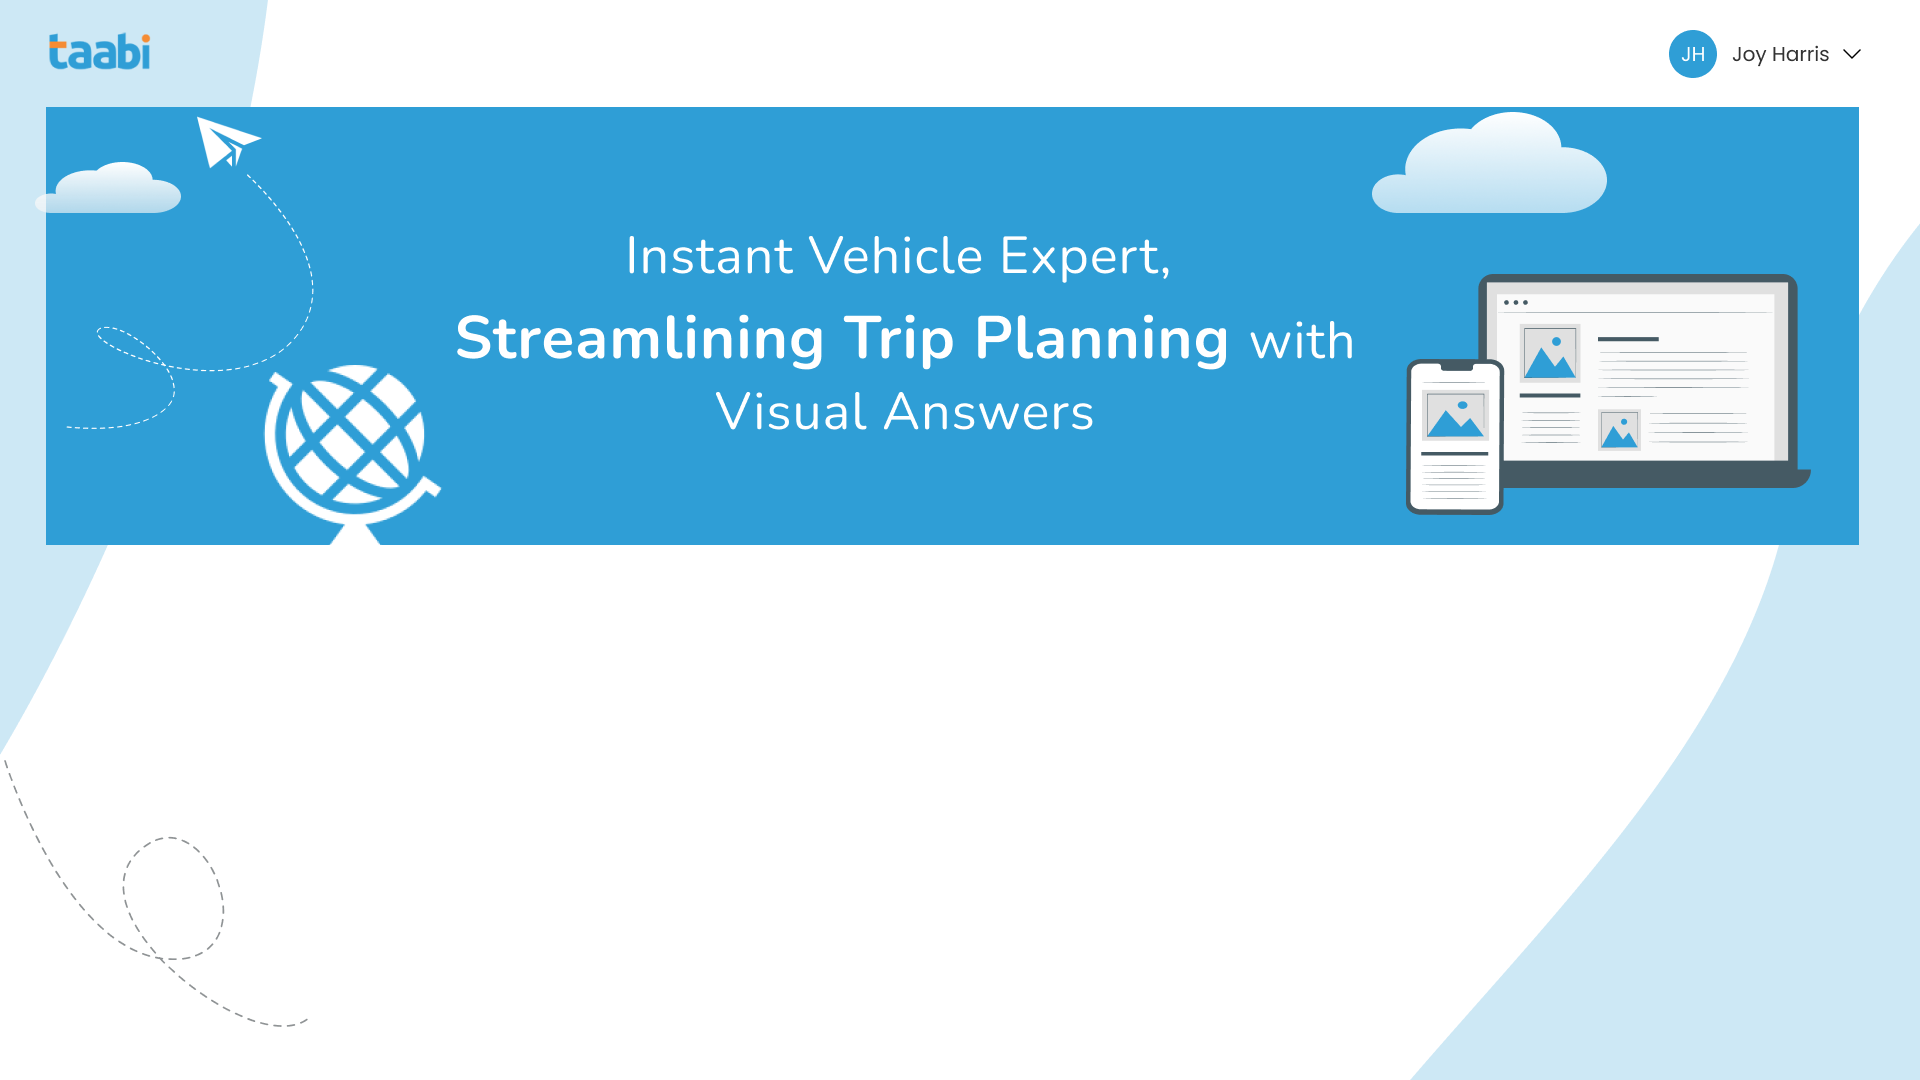 taabi
JH Joy Harris
Instant Vehicle Expert,
Streamlining Trip Planning with
Visual Answers